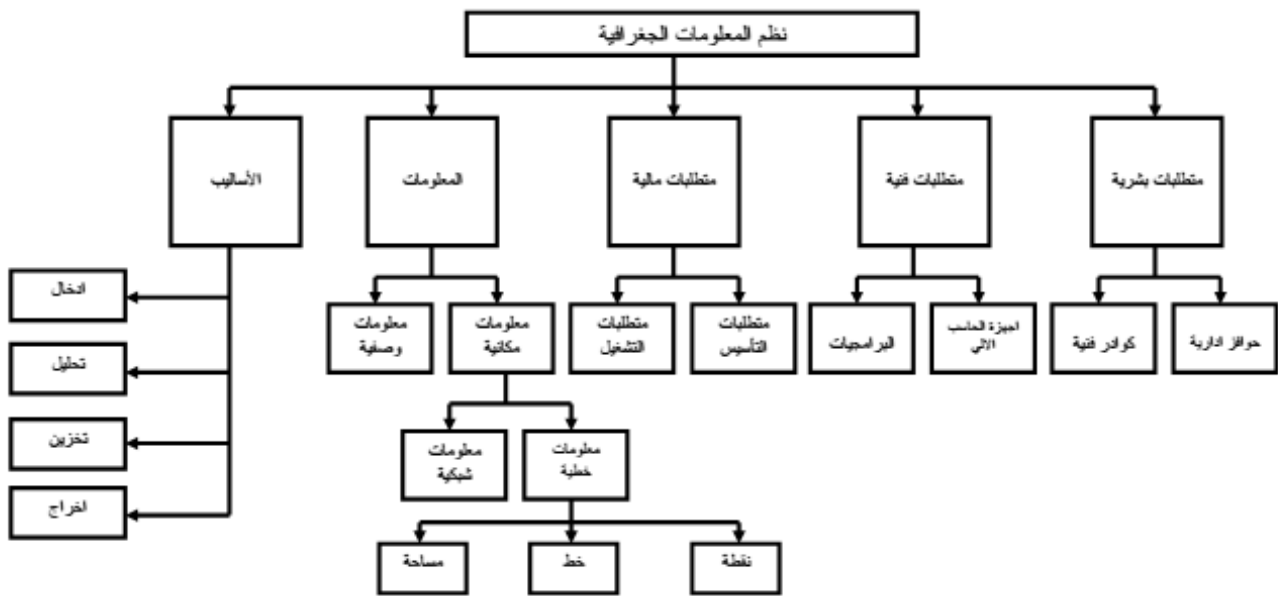 نظم المعلومات الجغرافية
متطلبات بشرية
متطلبات فنية
متطلبات مالية
المعلومات
الأساليب
حوافز ادارية
كوادر فنية
اجهزة الحاسب
الالي
البرامجيات
متطلبات
التأسيس
متطلبات
التشغيل
معلومات
مكانية
معلومات
وصفية
ادخال
تحليل
تخزين
اخراج
معلومات
خطية
معلومات
شبكية
نقطة
خط
مساحة